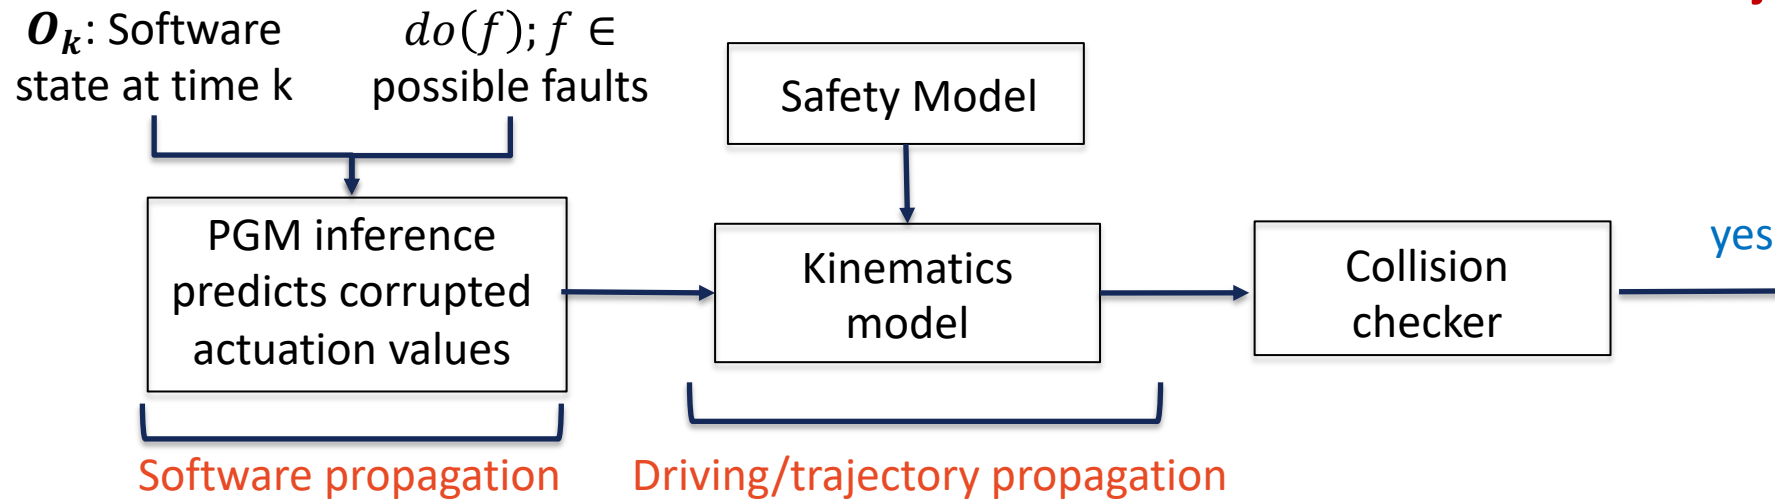 𝑶𝒌: Software
state at time k
𝑑𝑜(𝑓); 𝑓 ∈
possible faults
Safety Model
PGM inference
predicts corrupted
actuation values
Kinematics
model
Collision
checker
yes
Software propagation
Driving/trajectory propagation